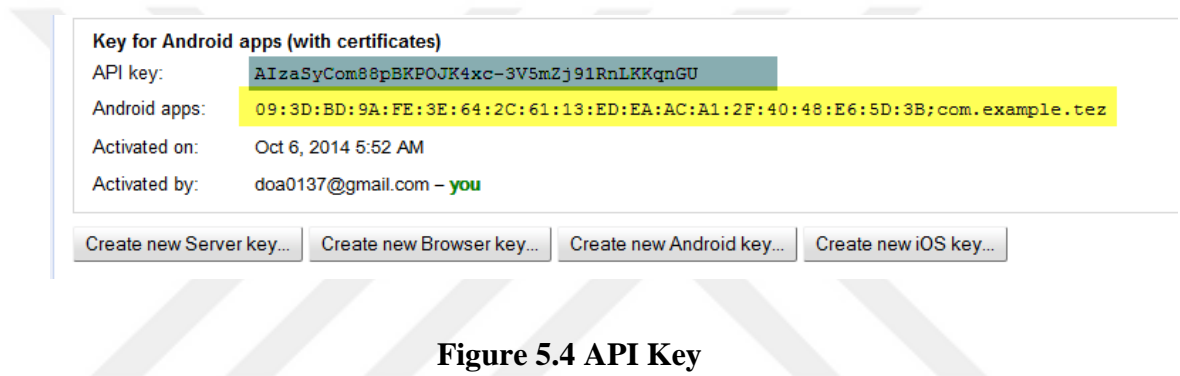 Key for Android apps (with certificates)
API key: AIzaSyCom88pBKPOJK4xc-3V5mZj91RnLKKqnGU
Android apps: 09:3D:BD:9A:FE:3E:64:2C:61:13:ED:EA:AC:A1:2F:40:48:E6:5D:3B;com.example.tez
Activated on: Oct 6, 2014 5:52 AM
Activated by: doa0137@gmail.com – you
Create new Server key... Create new Browser key... Create new Android key... Create new iOS key...
Figure 5.4 API Key